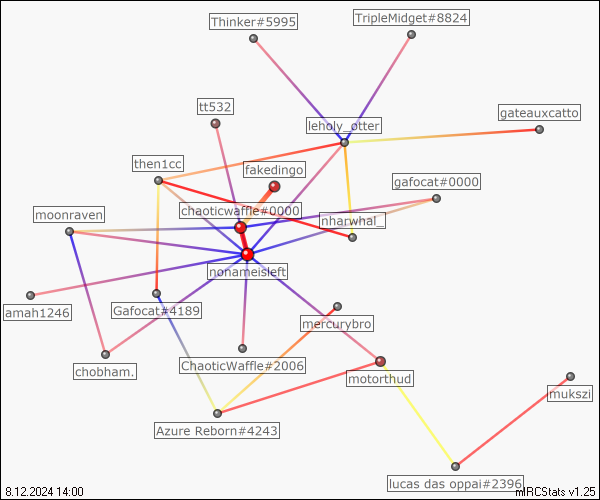 Thinker#5995
TripleMidget#8824
tt532
gateauxcatto
leholy_otter
then1cc
fakedingo
gafocat#0000
moonraven
chaoticwaffle#0000
nharwhal_
nonameisleft
amah1246
Gafocat#4189
mercurybro
chobham.
ChaoticWaffle#2006
motorthud
mukszi
Azure Reborn#4243
lucas das oppai#2396
8.12.2024 14:00
mIRCStats v1.25